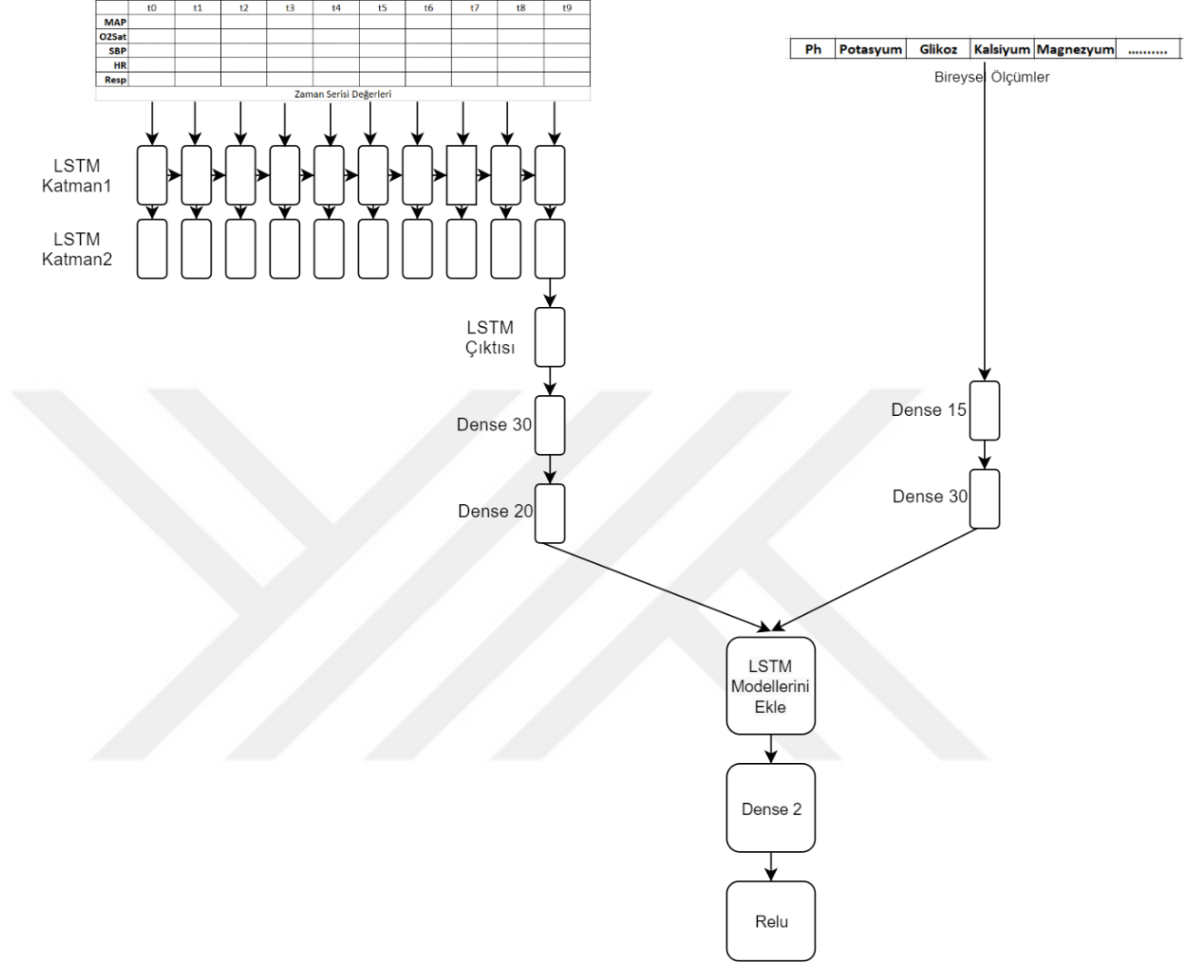 t0 t1 t2 t3 t4 t5 t6 t7 t8 t9
MAP
O2Sat
SBP
HR
Resp
Zaman Serisi Değerleri
Ph Potasyum Glikoz Kalsiyum Magnezyum ..........
Bireysel Ölçümler
LSTM
Katman1
LSTM
Katman2
LSTM
Çıktısı
Dense 30
Dense 20
Dense 15
Dense 30
LSTM
Modellerini
Ekle
Dense 2
Relu